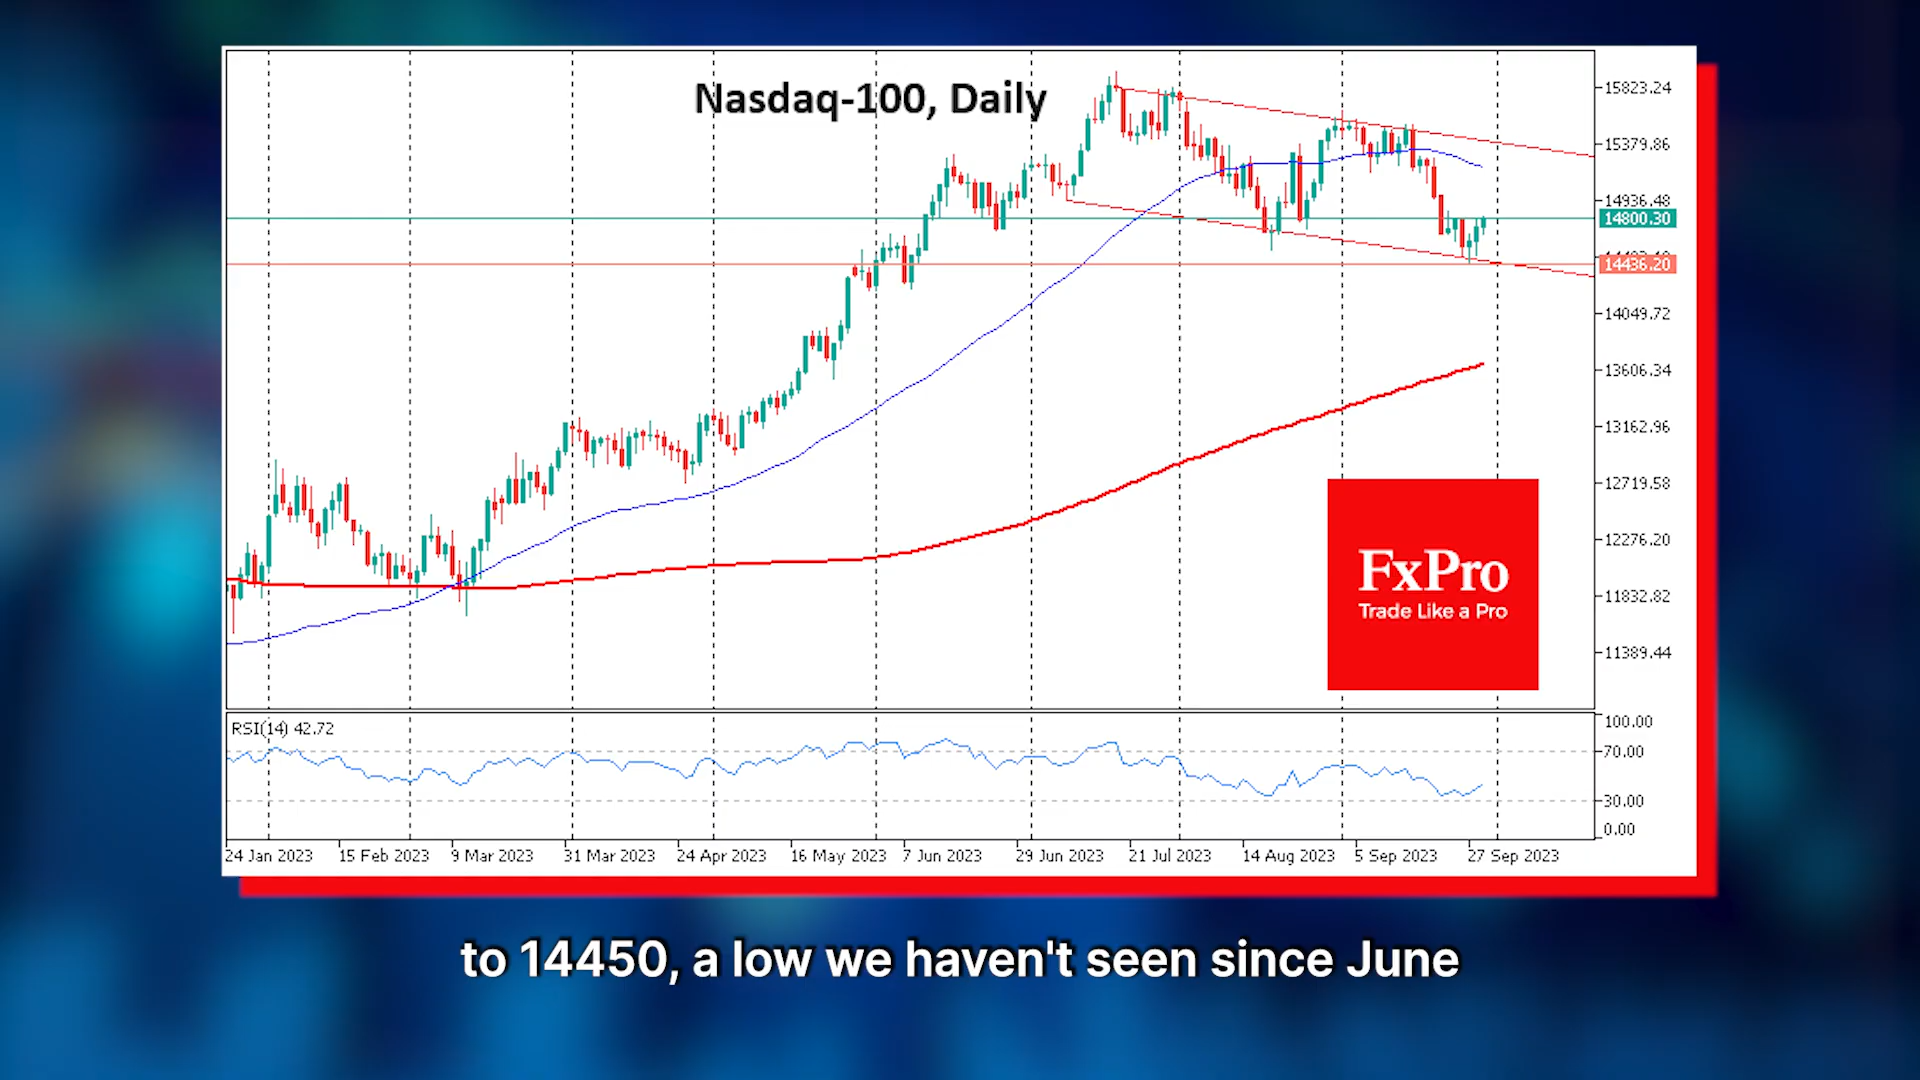 Nasdaq-100, Daily
15823.24
15379.86
14936.48
14800.30
14436.20
14049.72
13606.34
13162.96
12719.58
12276.20
11832.82
11389.44
FxPro
Trade Like a Pro
RSI(14) 42.72
100.00
70.00
30.00
0.00
24 Jan 2023 15 Feb 2023 9 Mar 2023 31 Mar 2023 24 Apr 2023 16 May 2023 7 Jun 2023 29 Jun 2023 21 Jul 2023 14 Aug 2023 5 Sep 2023 27 Sep 2023
to 14450, a low we haven't seen since June